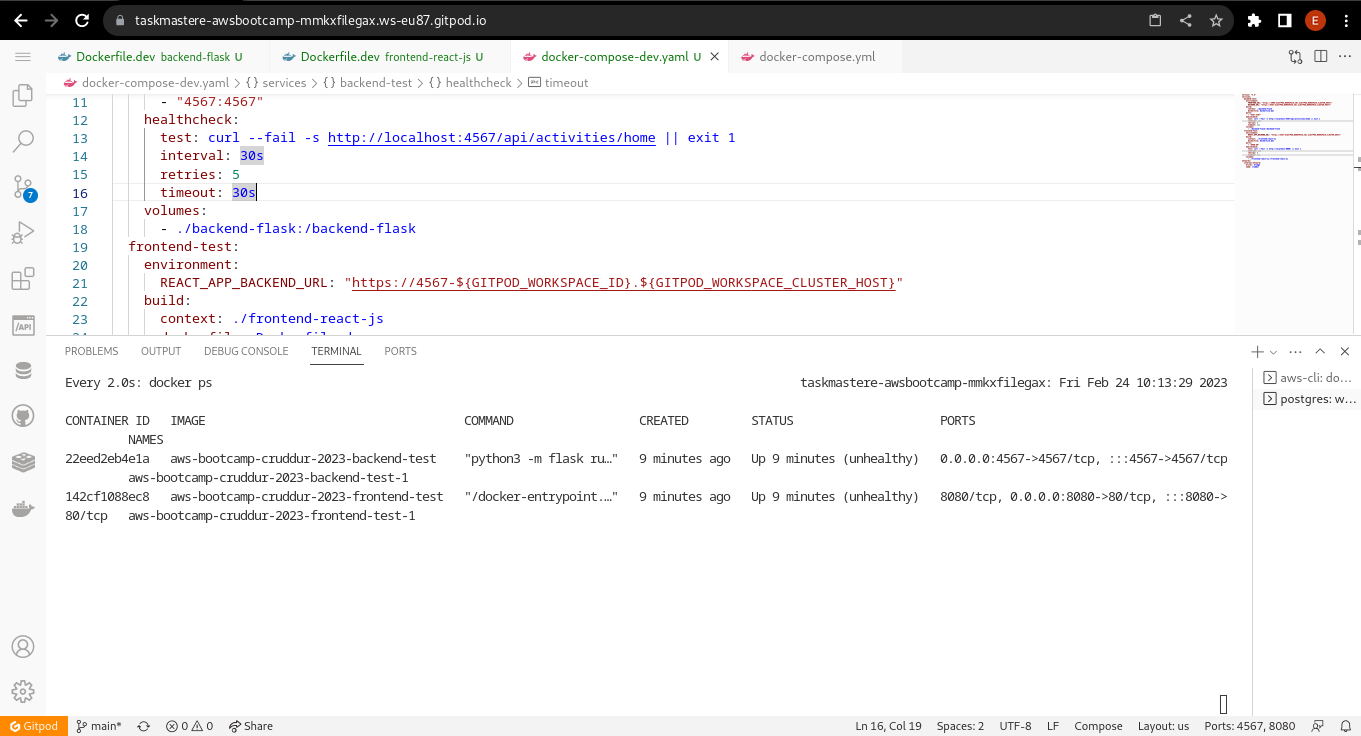 taskmastere-awsbootcamp-mmkxfilegax.ws-eu87.gitpod.io
E
Dockerfile.dev backend-flask U
Dockerfile.dev frontend-react-js U
docker-compose-dev.yaml U
docker-compose.yml
docker-compose-dev.yaml > {} services > {} backend-test > {} healthcheck > abc timeout
11 - "4567:4567"
12 healthcheck:
13 test: curl --fail -s http://localhost:4567/api/activities/home || exit 1
14 interval: 30s
15 retries: 5
16 timeout: 30s
17 volumes:
18 - ./backend-flask:/backend-flask
19 frontend-test:
20 environment:
21 REACT_APP_BACKEND_URL: "https://4567-${GITPOD_WORKSPACE_ID}.${GITPOD_WORKSPACE_CLUSTER_HOST}"
22 build:
23 context: ./frontend-react-js
7
/API
PROBLEMS OUTPUT DEBUG CONSOLE TERMINAL PORTS
Every 2.0s: docker ps taskmastere-awsbootcamp-mmkxfilegax: Fri Feb 24 10:13:29 2023
CONTAINER ID IMAGE COMMAND CREATED STATUS PORTS
NAMES
22eed2eb4e1a aws-bootcamp-cruddur-2023-backend-test "python3 -m flask ru…" 9 minutes ago Up 9 minutes (unhealthy) 0.0.0.0:4567->4567/tcp, :::4567->4567/tcp
aws-bootcamp-cruddur-2023-backend-test-1
142cf1088ec8 aws-bootcamp-cruddur-2023-frontend-test "/docker-entrypoint.…" 9 minutes ago Up 9 minutes (unhealthy) 8080/tcp, 0.0.0.0:8080->80/tcp, :::8080->
80/tcp aws-bootcamp-cruddur-2023-frontend-test-1
aws-cli: do...
postgres: w...
Gitpod main* 0 0 Share Ln 16, Col 19 Spaces: 2 UTF-8 LF Compose Layout: us Ports: 4567, 8080